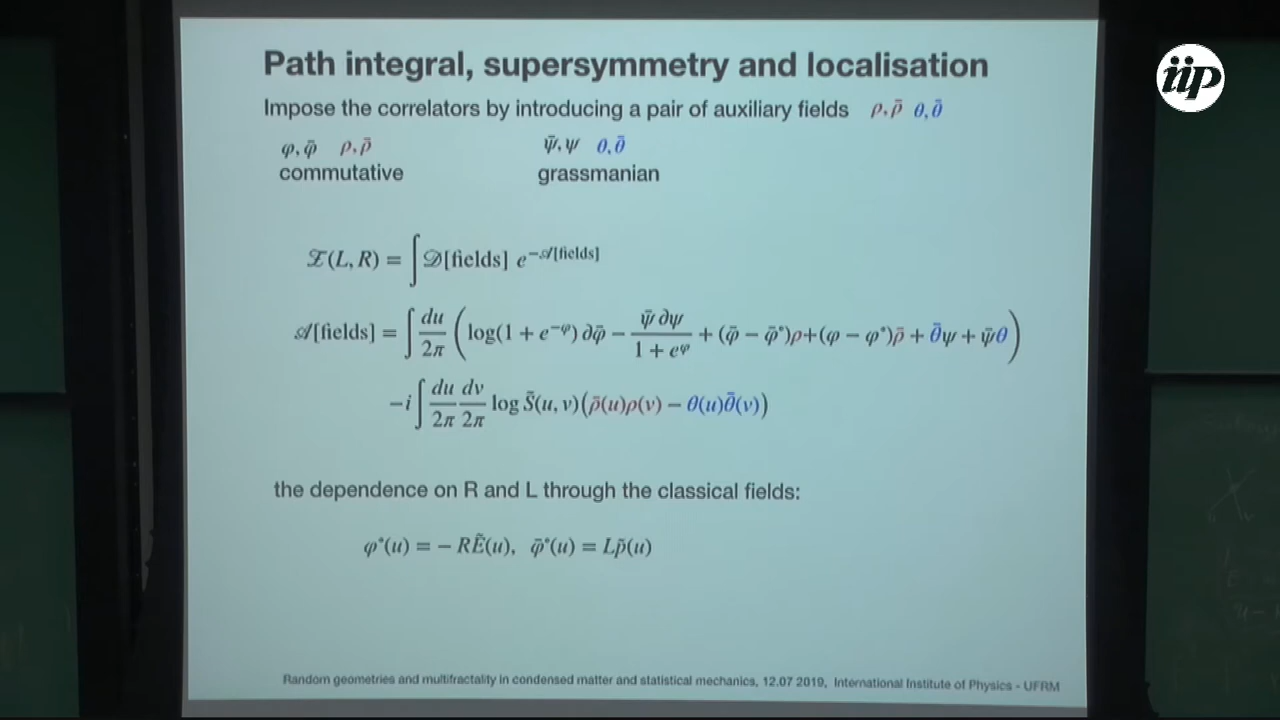 Path integral, supersymmetry and localisation
iip
Impose the correlators by introducing a pair of auxiliary fields ρ, ρ̄ θ, θ̄
φ, φ̄ ρ, ρ̄ ψ̄, ψ θ, θ̄
commutative grassmanian
𝒵(L, R) = ∫ 𝒟[fields] e^{−𝒜[fields]}
𝒜[fields] = ∫ du/2π ( log(1 + e^{−φ}) ∂φ̄ − ψ̄ ∂ψ/(1 + e^φ) + (φ̄ − φ̄*)ρ+(φ − φ*)ρ̄ + θ̄ψ + ψ̄θ )
−i ∫ du/2π dv/2π log S̃(u, v)(ρ̄(u)ρ(v) − θ(u)θ̄(v))
the dependence on R and L through the classical fields:
φ*(u) = − RẼ(u), φ̄*(u) = Lp̃(u)
Random geometries and multifractality in condensed matter and statistical mechanics, 12.07 2019, International Institute of Physics - UFRM